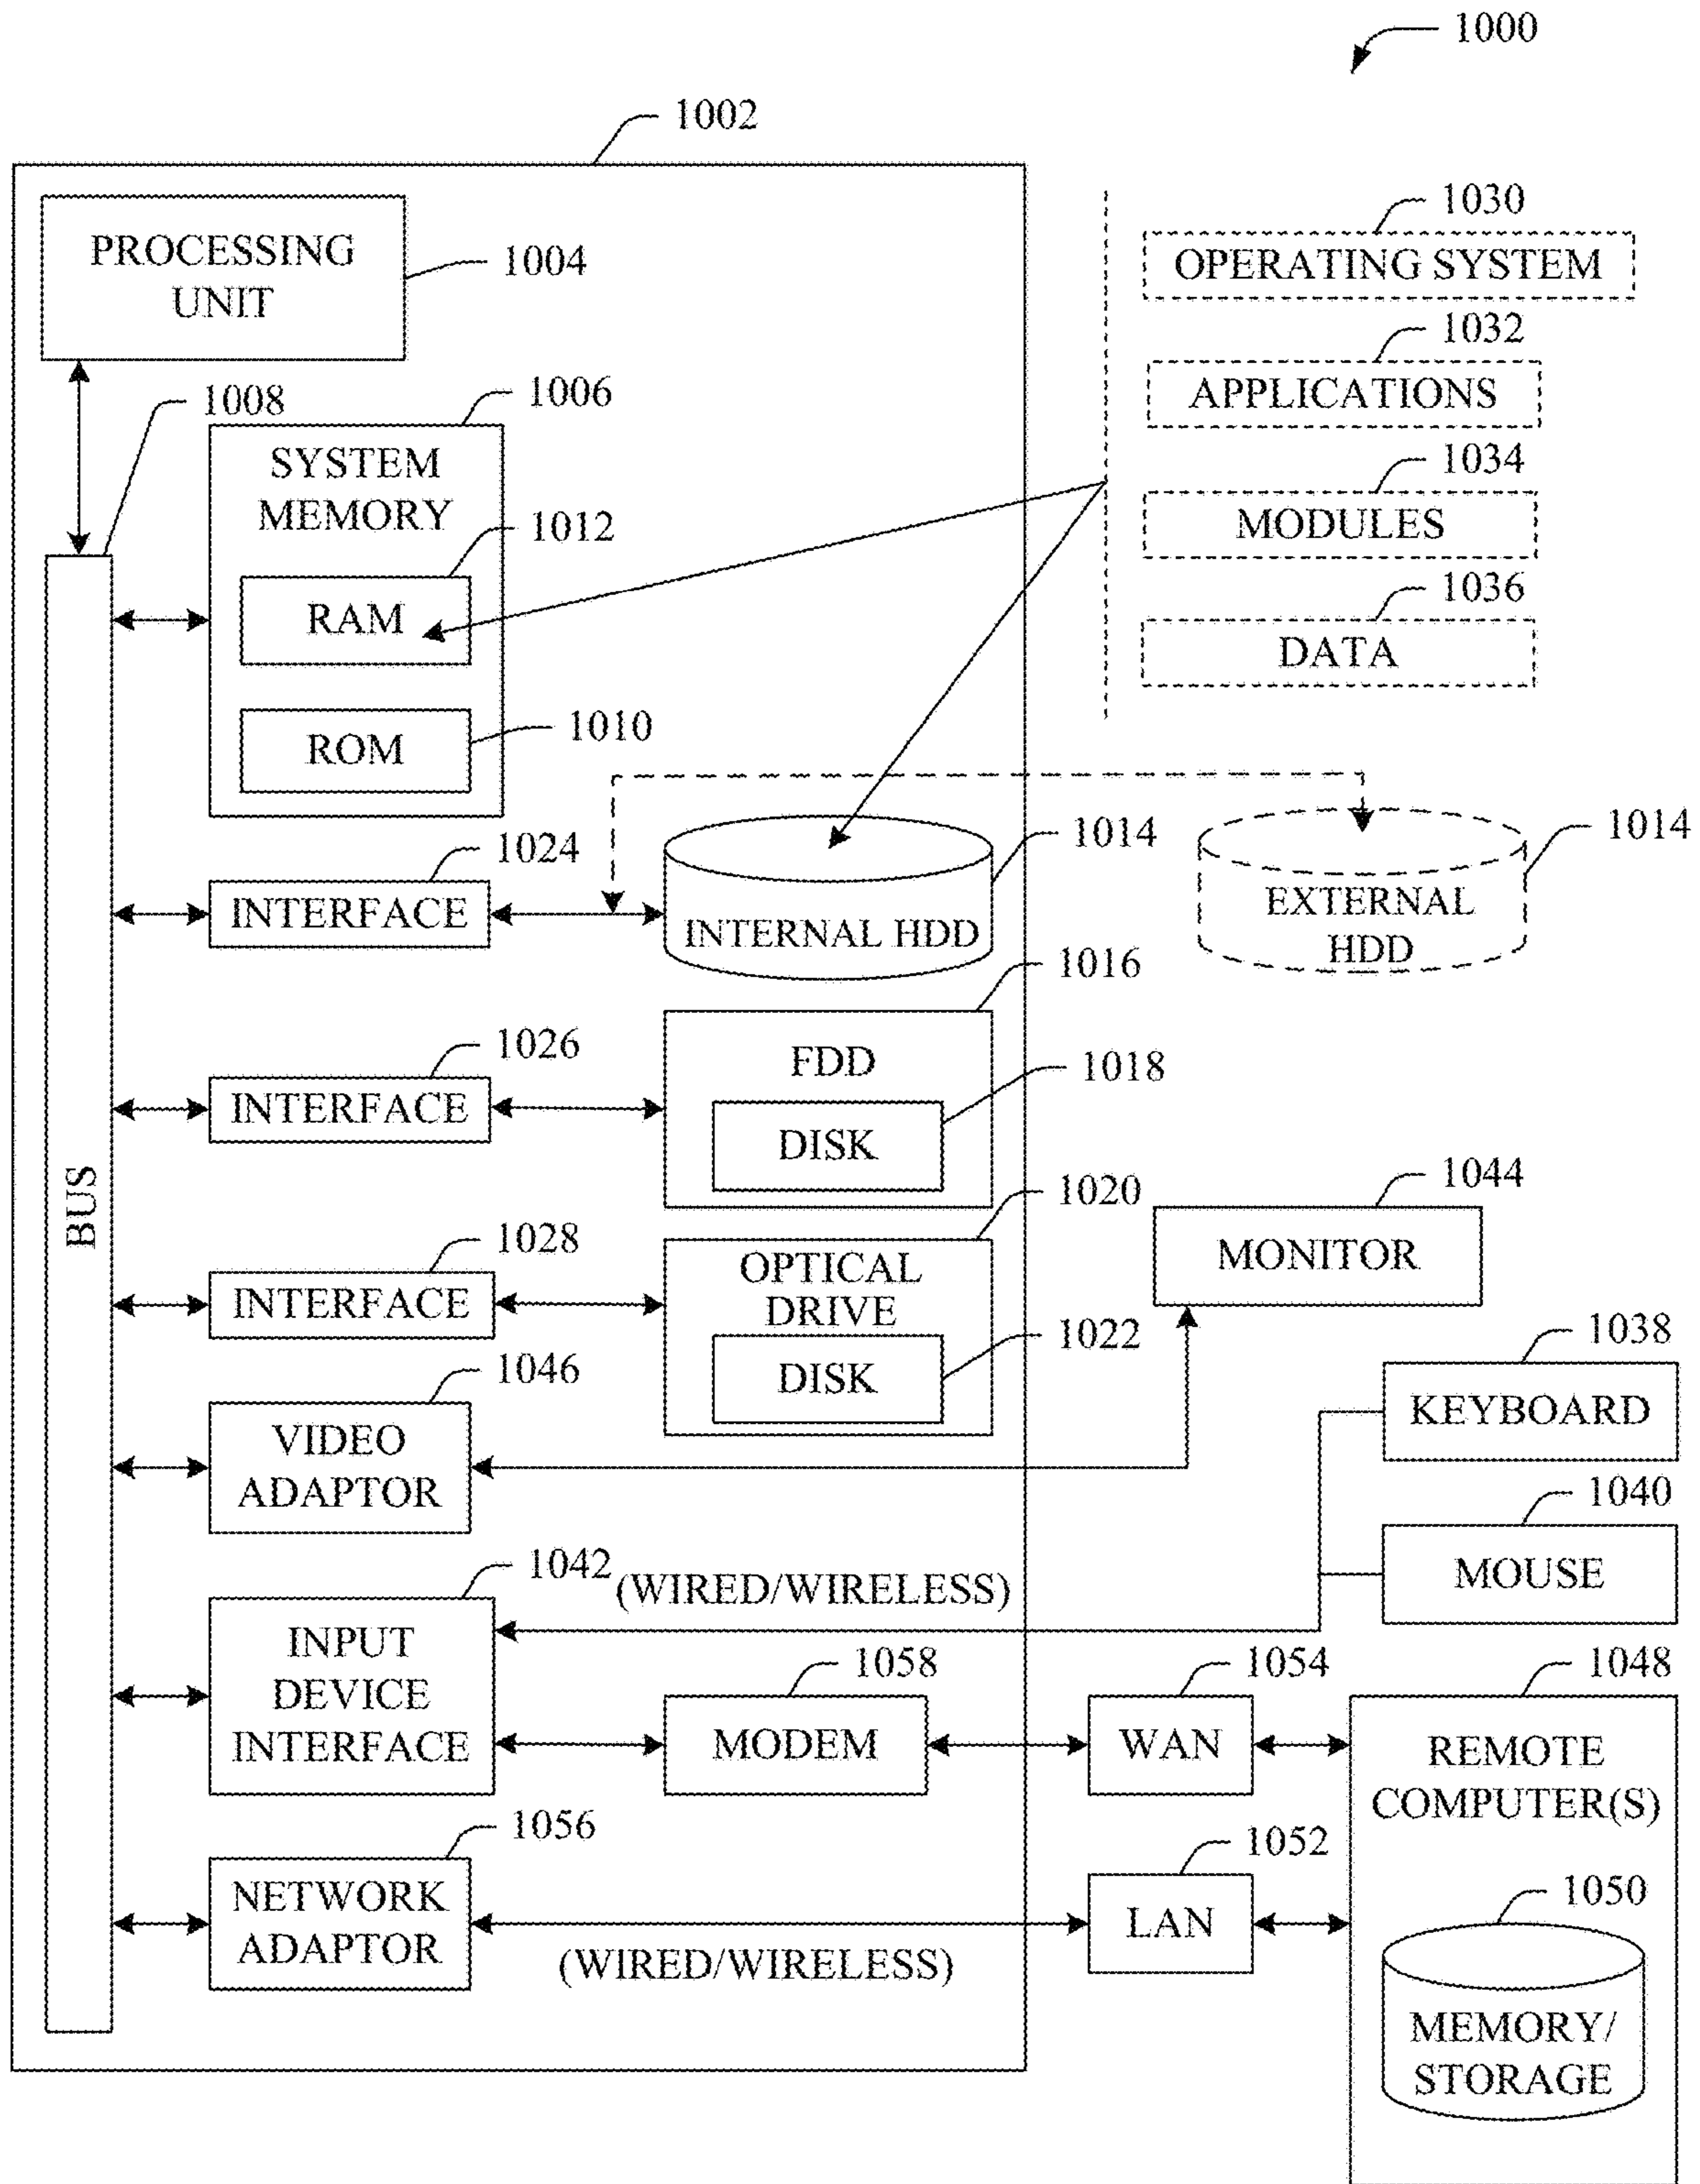 1000
1002
PROCESSING
UNIT
1004
1030
OPERATING SYSTEM
1032
APPLICATIONS
1034
MODULES
1036
DATA
1008
1006
SYSTEM
MEMORY
1012
RAM
1010
ROM
1024
INTERFACE
1014
INTERNAL HDD
1014
EXTERNAL
HDD
1016
1026
INTERFACE
FDD
1018
DISK
BUS
1020
1028
INTERFACE
OPTICAL
DRIVE
1022
DISK
1044
MONITOR
1046
VIDEO
ADAPTOR
1038
KEYBOARD
1040
MOUSE
1042
(WIRED/WIRELESS)
INPUT
DEVICE
INTERFACE
1058
MODEM
1054
WAN
1048
REMOTE
COMPUTER(S)
1056
NETWORK
ADAPTOR
(WIRED/WIRELESS)
1052
LAN
1050
MEMORY/
STORAGE